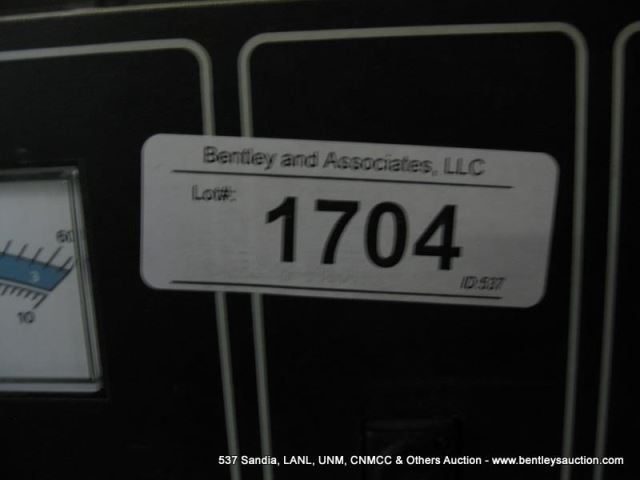 Bentley and Associates, LLC
Lot#:
1704
ID:537
60
3
10
537 Sandia, LANL, UNM, CNMCC & Others Auction - www.bentleysauction.com